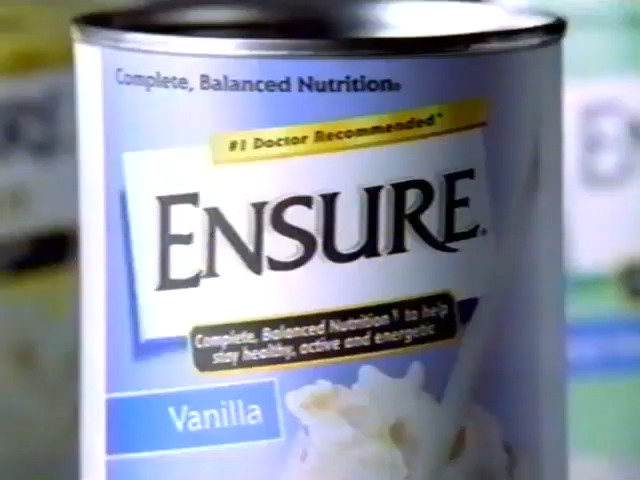 Complete, Balanced Nutrition®
#1 Doctor Recommended*
ENSURE®
Complete, Balanced Nutrition® to help
stay healthy, active and energetic
Vanilla